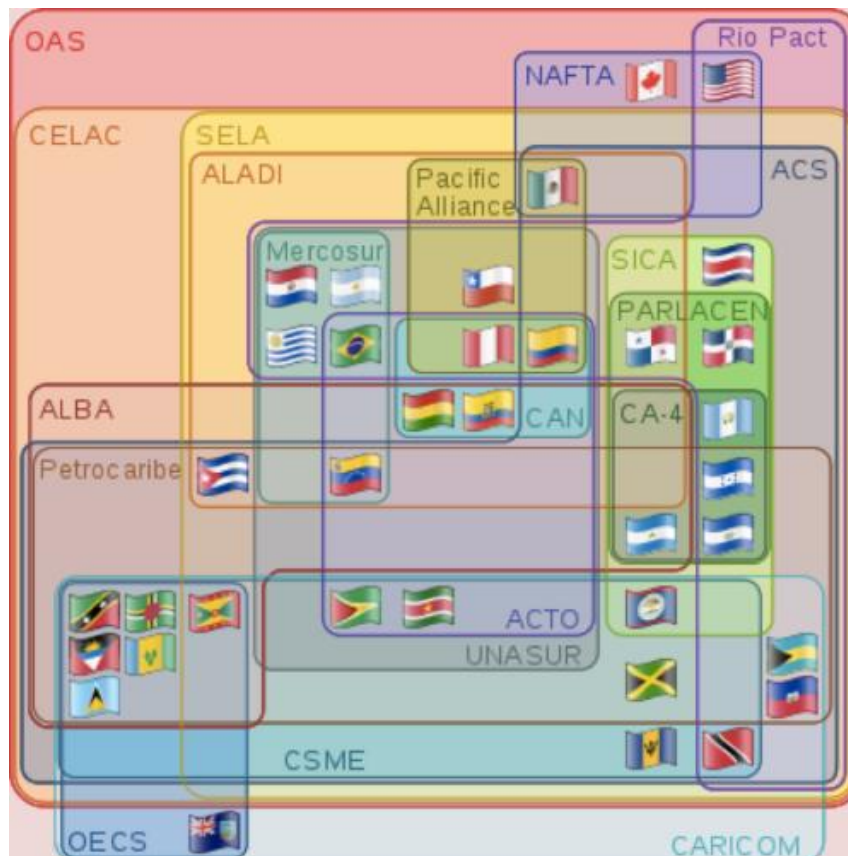 OAS
Rio Pact
NAFTA
CELAC
SELA
ALADI
Pacific
Alliance
ACS
Mercosur
SICA
PARLACEN
ALBA
CAN
CA-4
Petrocaribe
ACTO
UNASUR
CSME
OECS
CARICOM